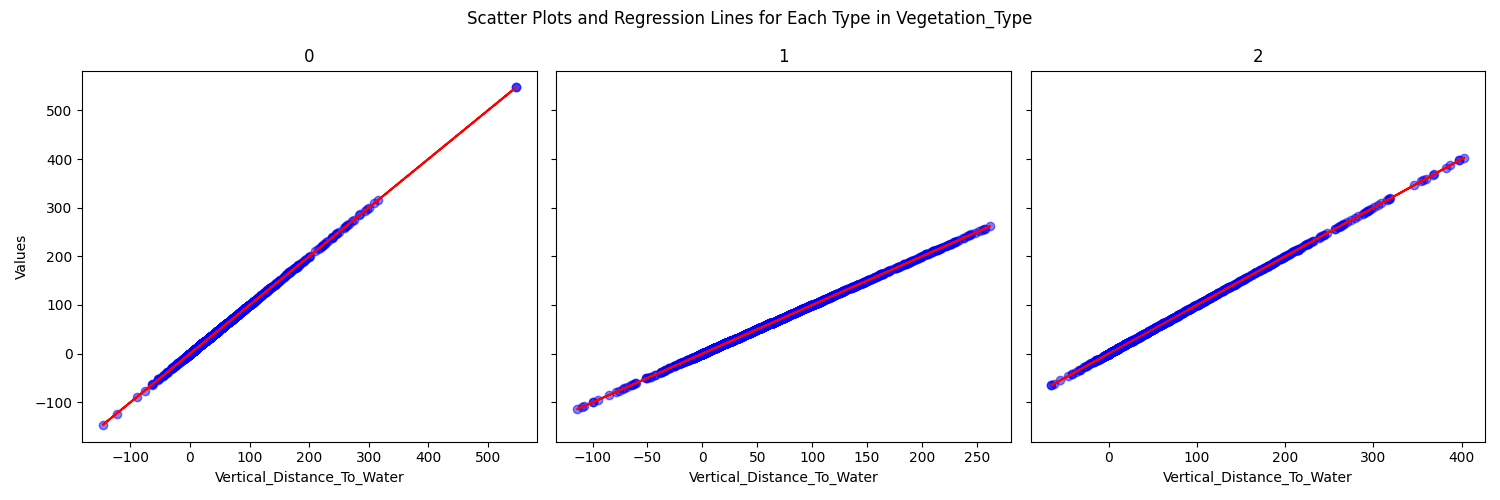 Scatter Plots and Regression Lines for Each Type in Vegetation_Type
0
1
2
500
400
300
200
100
0
−100
Values
−100 0 100 200 300 400 500
−100 −50 0 50 100 150 200 250
0 100 200 300 400
Vertical_Distance_To_Water
Vertical_Distance_To_Water
Vertical_Distance_To_Water